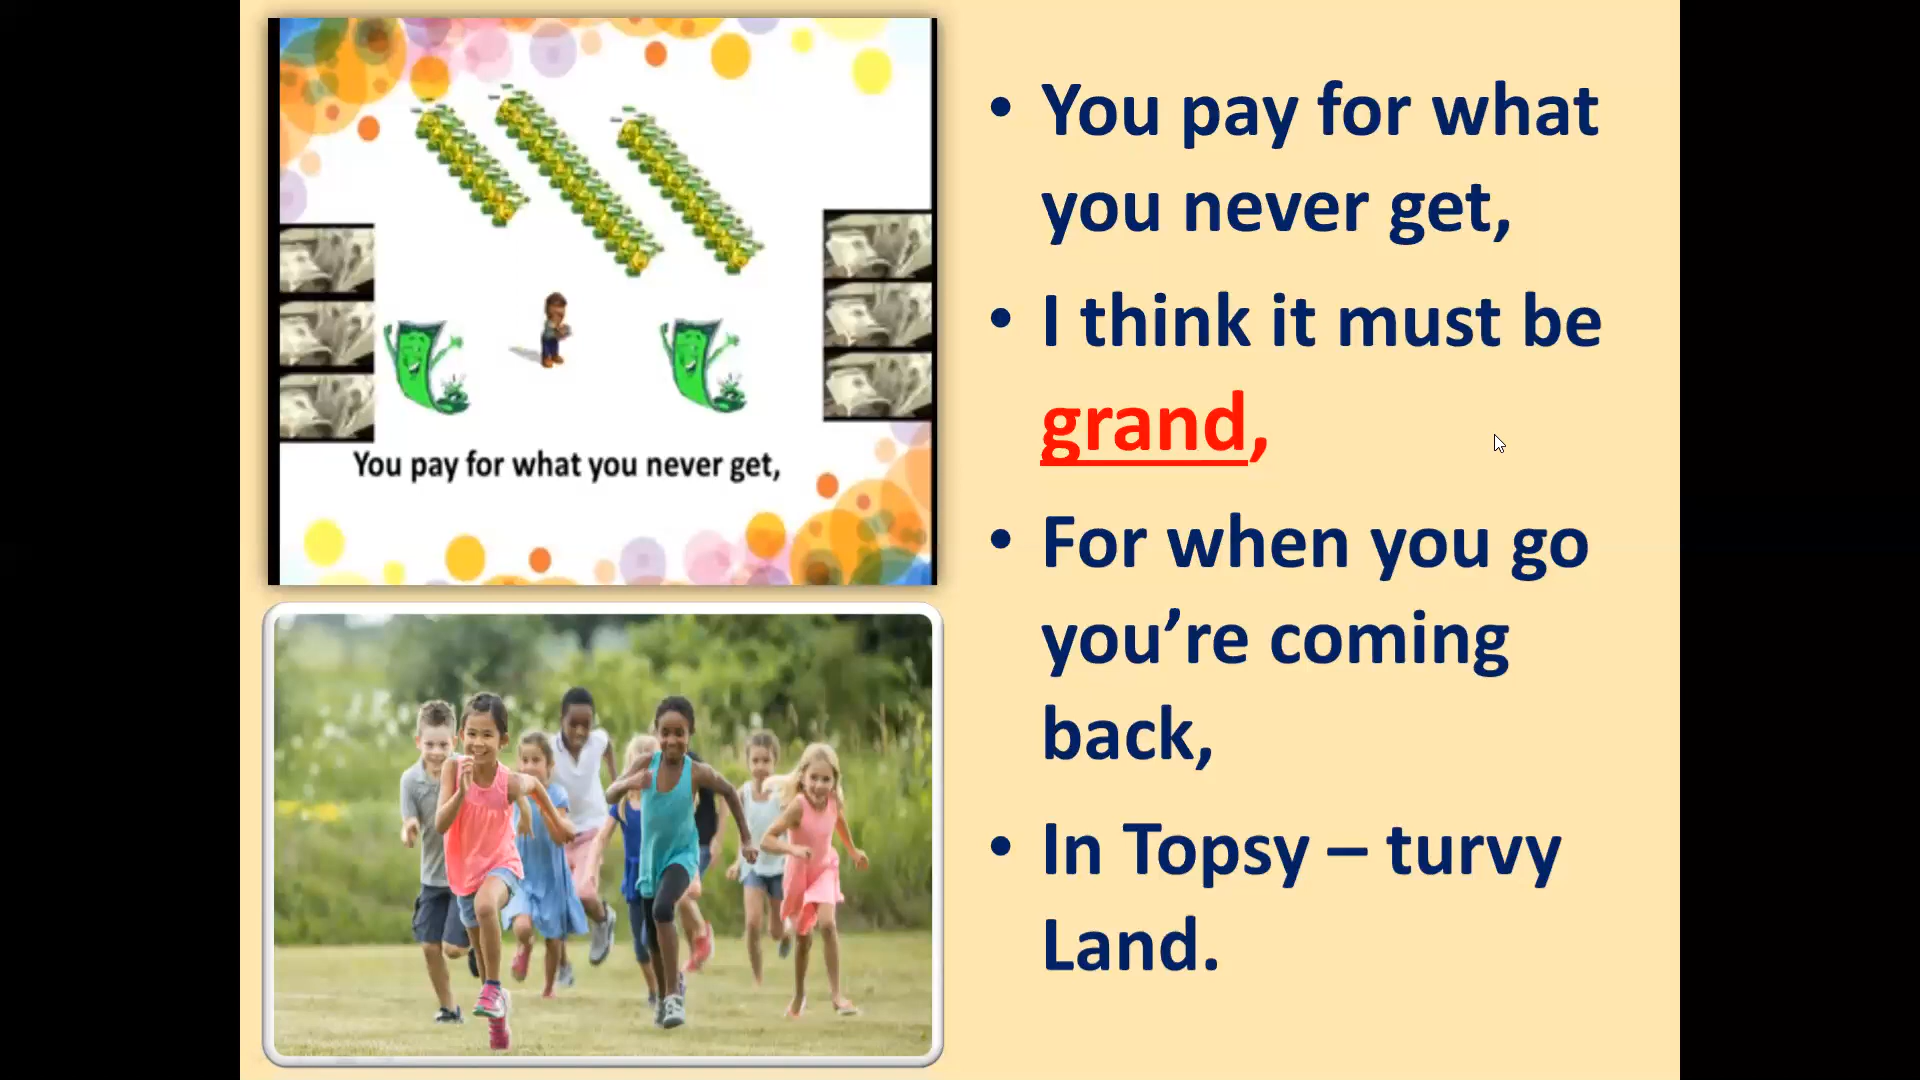 You pay for what you never get,
• You pay for what
you never get,
• I think it must be
grand,
• For when you go
you’re coming
back,
• In Topsy – turvy
Land.